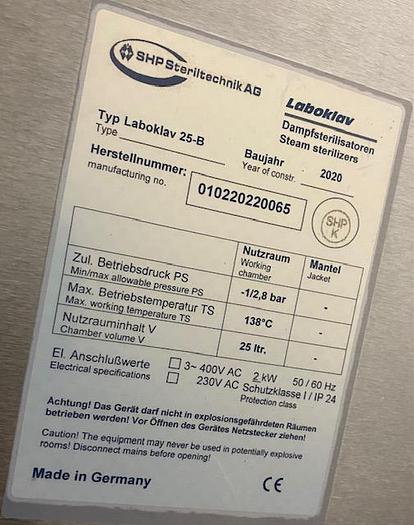 SHP Steriltechnik AG
Laboklav
Dampfsterilisatoren
Steam sterilizers
Typ Laboklav 25-B
Type
Baujahr 2020
Year of constr.
Herstellnummer:
manufacturing no.
010220220065
SHP
K
Nutzraum Mantel
Working Jacket
chamber
Zul. Betriebsdruck PS -1/2,8 bar -
Min/max allowable pressure PS
Max. Betriebstemperatur TS 138°C -
Max. working temperature TS
Nutzrauminhalt V 25 ltr. -
Chamber volume V
El. Anschlußwerte 3~ 400V AC 2 kW 50 / 60 Hz
Electrical specifications 230V AC Schutzklasse I / IP 24
Protection class
Achtung! Das Gerät darf nicht in explosionsgefährdeten Räumen
betrieben werden! Vor Öffnen des Gerätes Netzstecker ziehen!
Caution! The equipment may never be used in potentially explosive
rooms! Disconnect mains before opening!
Made in Germany CE